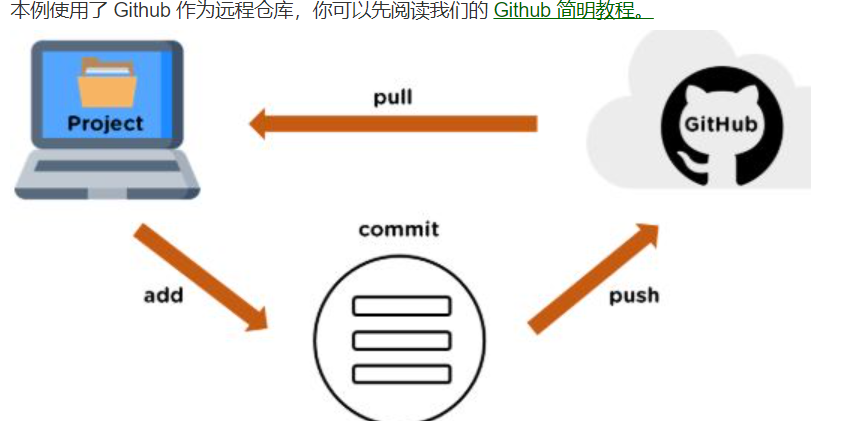 本例使用了 Github 作为远程仓库，你可以先阅读我们的 Github 简明教程。
pull
Project
GitHub
commit
add
push